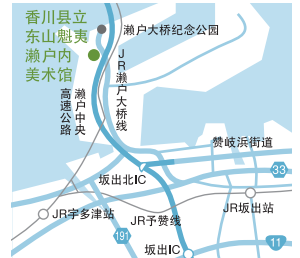 香川县立
东山魁夷
濑户内
美术馆
濑户大桥纪念公园
JR濑户大桥线
濑户中央
高速公路
赞岐浜街道
33
坂出北IC
JR宇多津站
JR坂出站
191
JR予赞线
坂出IC
11